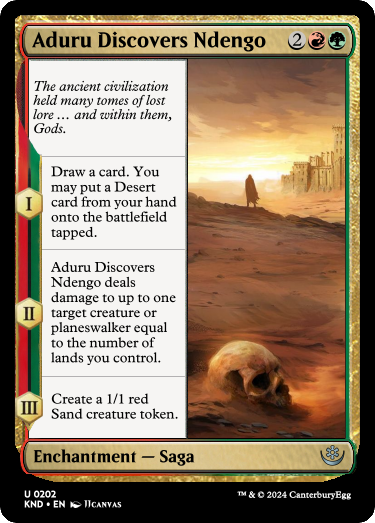 Aduru Discovers Ndengo 2
The ancient civilization
held many tomes of lost
lore … and within them,
Gods.
I
Draw a card. You
may put a Desert
card from your hand
onto the battlefield
tapped.
II
Aduru Discovers
Ndengo deals
damage to up to one
target creature or
planeswalker equal
to the number of
lands you control.
III
Create a 1/1 red
Sand creature token.
Enchantment — Saga
U 0202
KND • EN 11CANVAS
™ & © 2024 CanterburyEgg